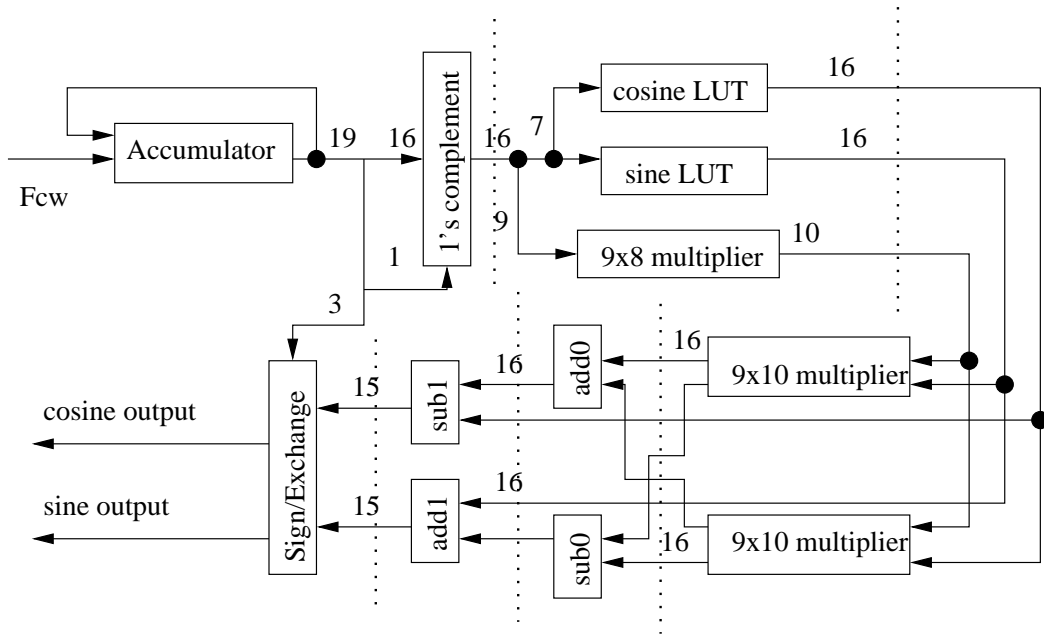 16
cosine LUT
16
7
19
16
16
Accumulator
1's complement
sine LUT
Fcw
9
10
1
9x8 multiplier
3
16
add0
16
9x10 multiplier
15
sub1
cosine output
Sign/Exchange
16
15
add1
sine output
sub0
16
9x10 multiplier